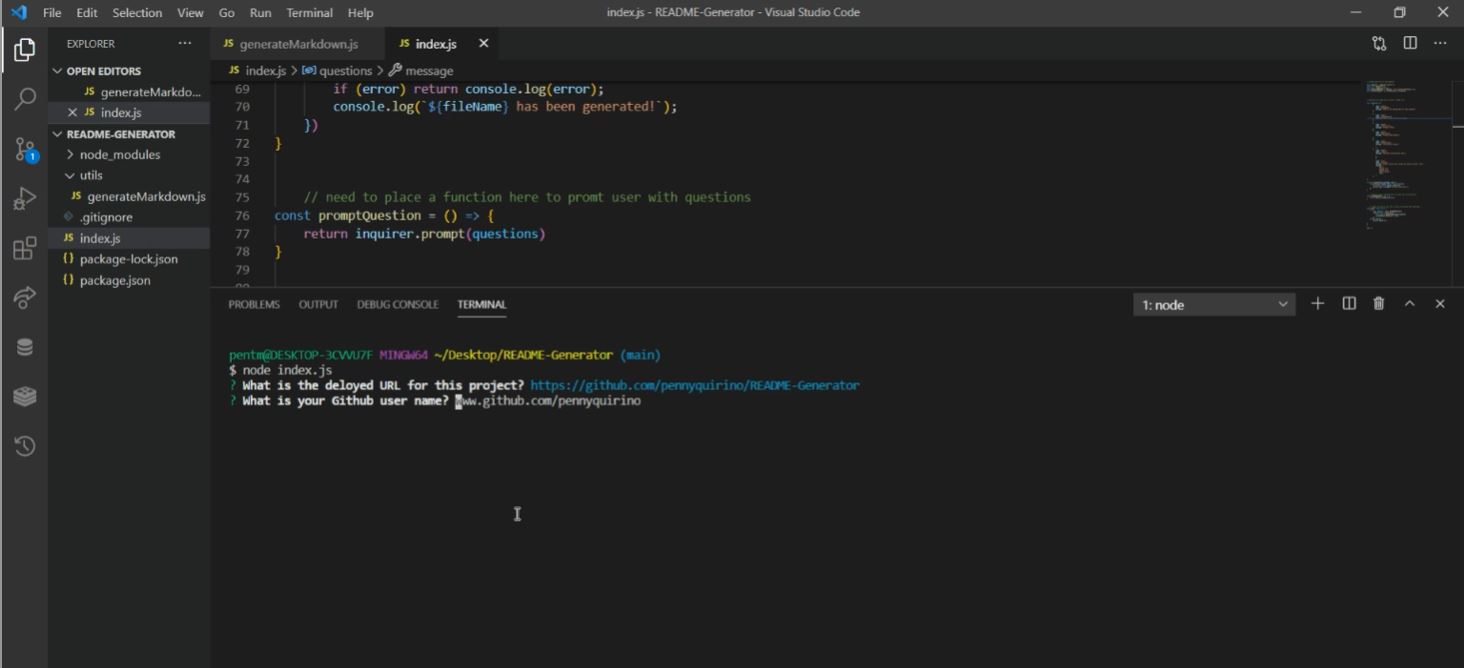 File Edit Selection View Go Run Terminal Help
index.js - README-Generator - Visual Studio Code
EXPLORER
OPEN EDITORS
JS generateMarkdo...
JS index.js
README-GENERATOR
node_modules
utils
JS generateMarkdown.js
.gitignore
JS index.js
{} package-lock.json
{} package.json
1
JS generateMarkdown.js
JS index.js
JS index.js > questions > message
69 if (error) return console.log(error);
70 console.log(`${fileName} has been generated!`);
71 })
72 }
73
74
75 // need to place a function here to promt user with questions
76 const promptQuestion = () => {
77 return inquirer.prompt(questions)
78 }
79
PROBLEMS OUTPUT DEBUG CONSOLE TERMINAL
1: node
pentm@DESKTOP-3CVVU7F MINGW64 ~/Desktop/README-Generator (main)
$ node index.js
? What is the deloyed URL for this project? https://github.com/pennyquirino/README-Generator
? What is your Github user name? www.github.com/pennyquirino